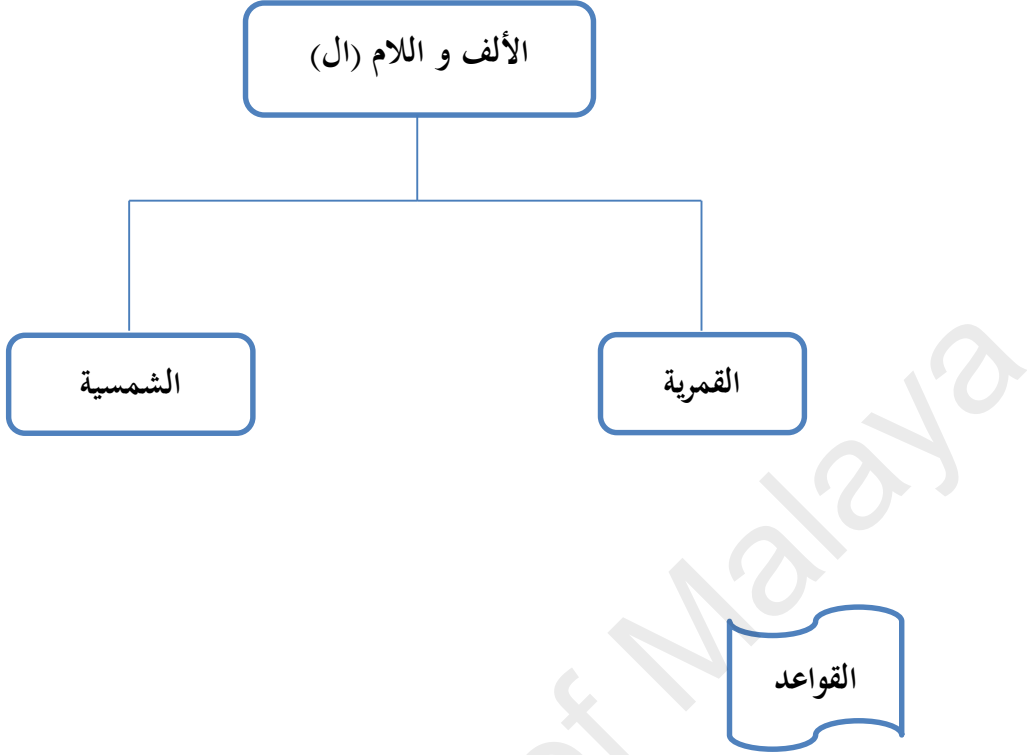 الألف و اللام (ال)
القمرية
الشمسية
القواعد
of Malaya